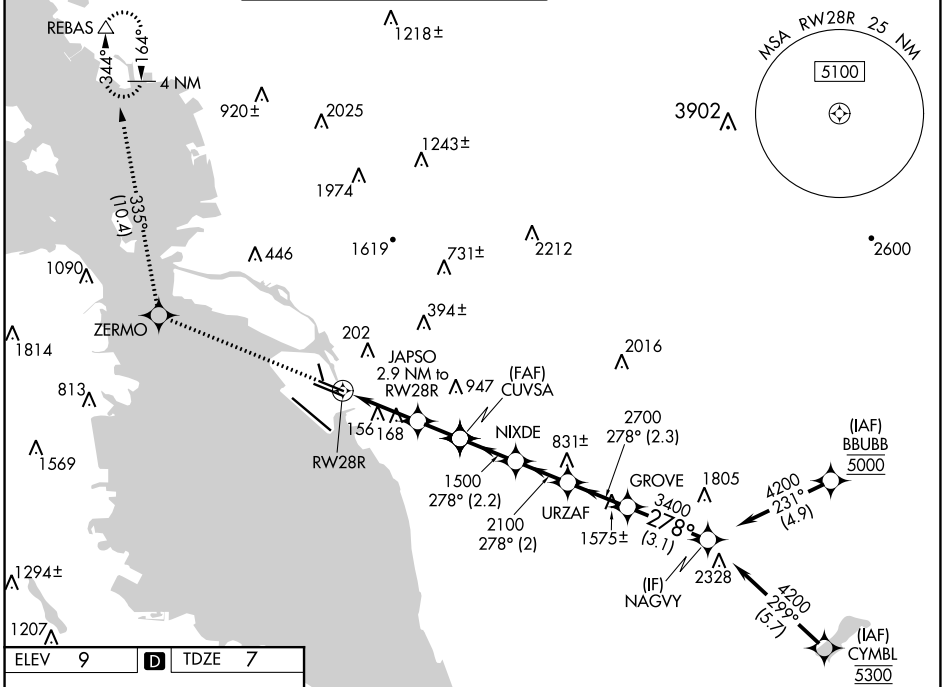 REBAS
344°
164°
4 NM
1218±
MSA RW28R 25 NM
5100
920±
2025
3902
1243±
1974
335°
(10.4)
446
1619
731±
2212
2600
1090
ZERMO
394±
1814
202
JAPSO
2.9 NM to
RW28R
(FAF)
CUVSA
2016
813
947
156
168
NIXDE
2700
278° (2.3)
831±
(IAF)
BBUBB
5000
1569
RW28R
1500
278° (2.2)
GROVE
1805
4200
231°
(4.9)
3400
278°
(3.1)
URZAF
2100
278° (2)
1575±
2328
(IF)
NAGVY
1294±
4200
299°
(5.7)
1207
(IAF)
CYMBL
5300
ELEV 9 D TDZE 7